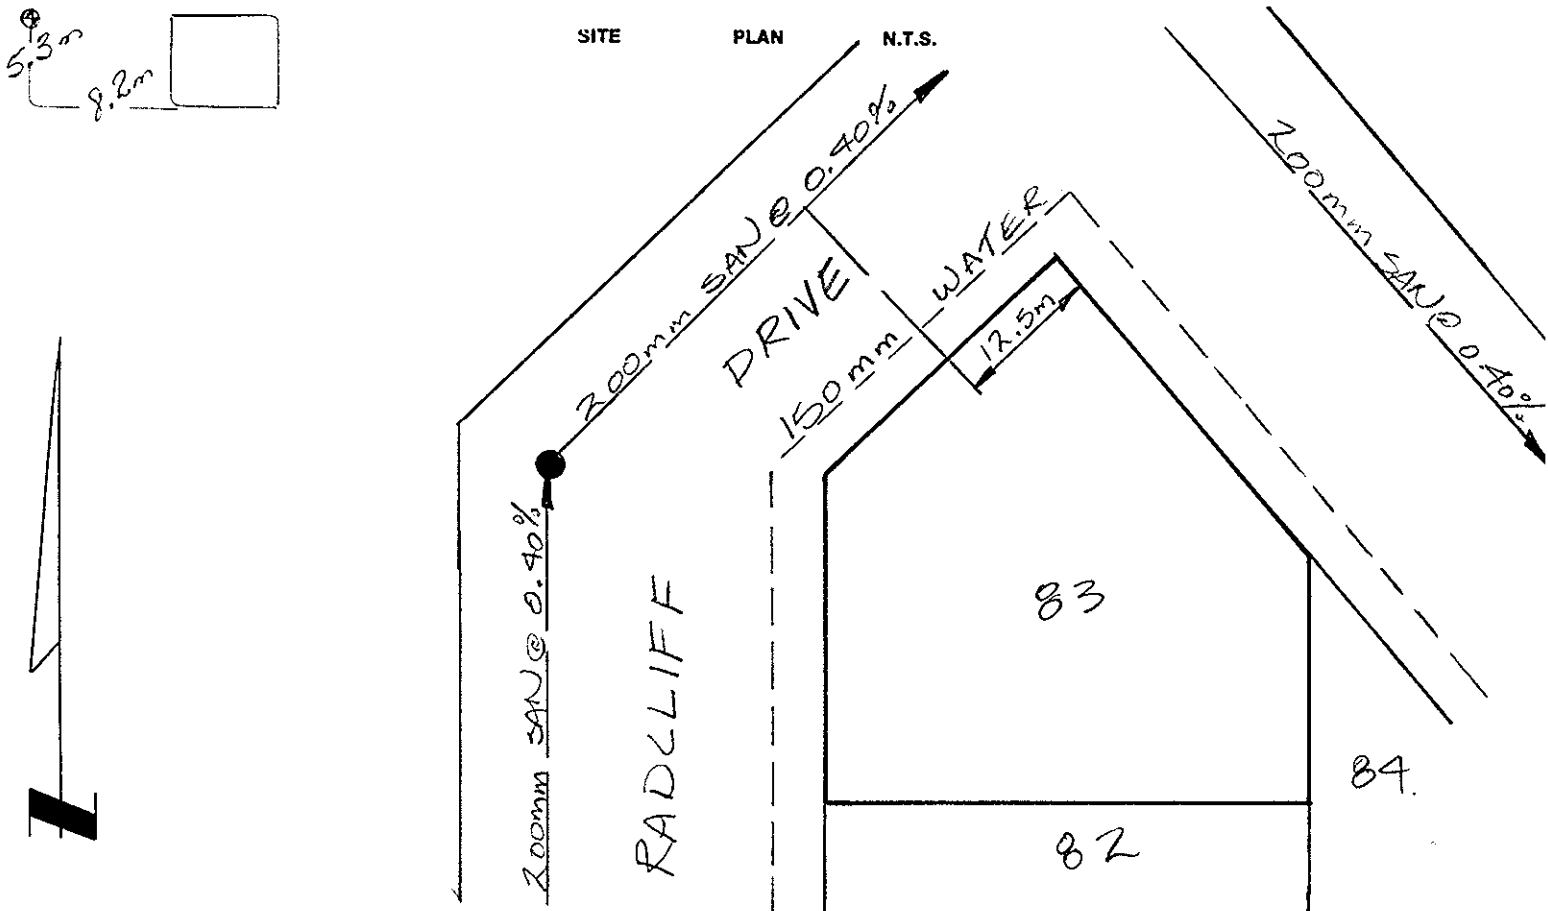 SITE PLAN N.T.S.
5.3m
8.2m
200mm SAN @ 0.40%
200mm SAN @ 0.40%
DRIVE
150mm WATER
12.5m
200mm SAN @ 0.40%
RADCLIFF
83
84.
82